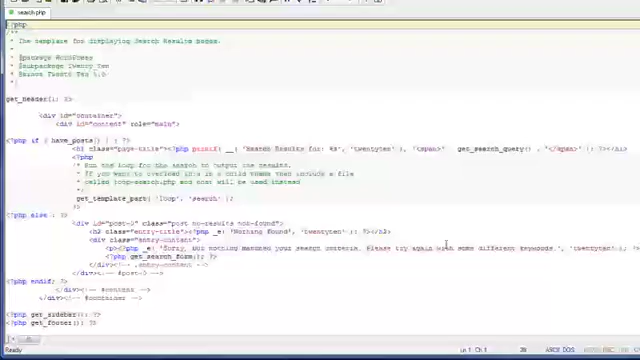 search.php
<?php
/**
 * The template for displaying Search Results pages.
 *
 * @package WordPress
 * @subpackage Twenty_Ten
 * @since Twenty Ten 1.0
 */
get_header(); ?>
<div id="container">
<div id="content" role="main">
<?php if ( have_posts() ) : ?>
<h1 class="page-title"><?php printf( __( 'Search Results for: %s', 'twentyten' ), '<span>' . get_search_query() . '</span>' ); ?></h1>
<?php
/* Run the loop for the search to output the results.
 * If you want to overload this in a child theme then include a file
 * called loop-search.php and that will be used instead.
 */
get_template_part( 'loop', 'search' );
?>
<?php else : ?>
<div id="post-0" class="post no-results not-found">
<h2 class="entry-title"><?php _e( 'Nothing Found', 'twentyten' ); ?></h2>
<div class="entry-content">
<p><?php _e( 'Sorry, but nothing matched your search criteria. Please try again with some different keywords.', 'twentyten' ); ?>
<?php get_search_form(); ?>
</div><!-- .entry-content -->
</div><!-- #post-0 -->
<?php endif; ?>
</div><!-- #content -->
</div><!-- #container -->
<?php get_sidebar(); ?>
<?php get_footer(); ?>
Ready
Ln 1 Ch 1
ASCII DOS